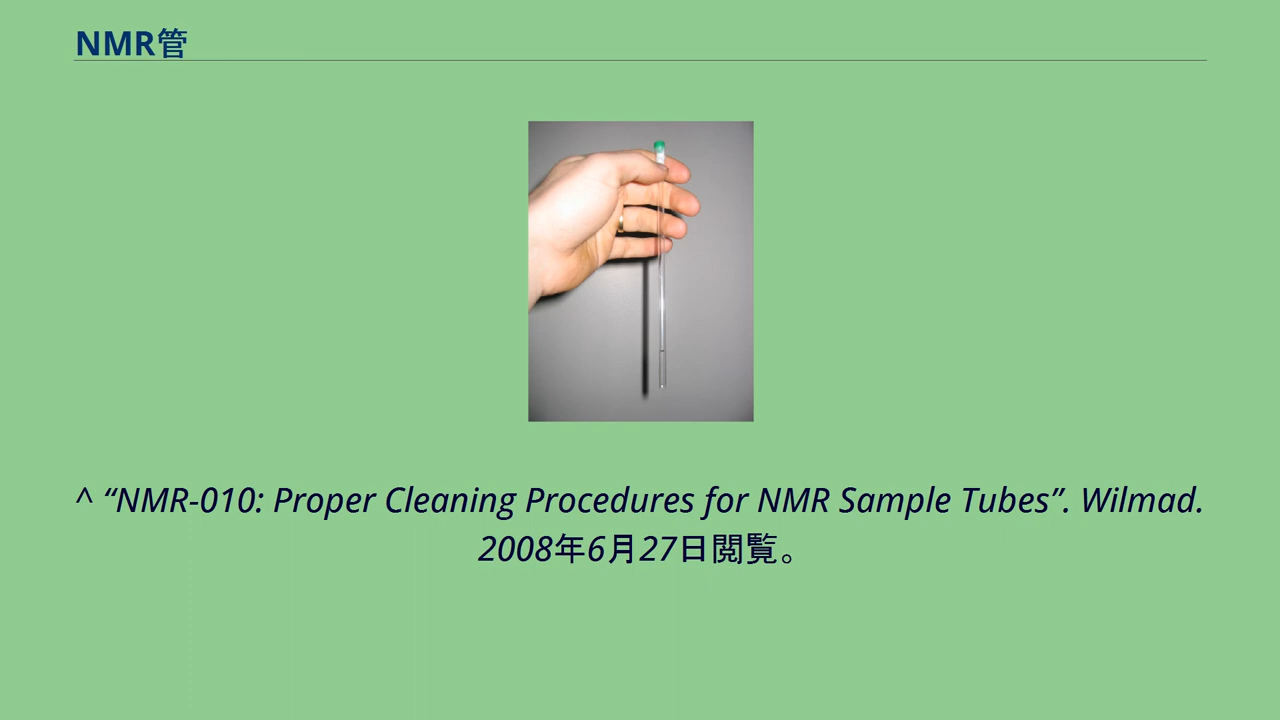 NMR管
^ “NMR-010: Proper Cleaning Procedures for NMR Sample Tubes”. Wilmad.
2008年6月27日閲覧。